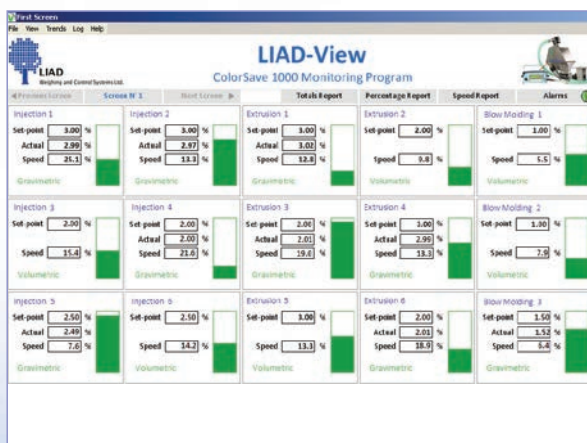 First Screen
File View Trends Log Help
LIAD
Weighing and Control Systems Ltd.
LIAD-View
ColorSave 1000 Monitoring Program
Previous Screen Screen N° 1 Next Screen Totals Report Percentage Report Speed Report Alarms
Injection 1 Injection 2 Extrusion 1 Extrusion 2 Blow Molding 1
Set-point 3.00 % Set-point 3.00 % Set-point 3.00 % Set-point 2.00 % Set-point 1.00 %
Actual 2.99 % Actual 2.97 % Actual 3.02 %
Speed 25.1 % Speed 13.3 % Speed 12.8 % Speed 9.8 % Speed 5.5 %
Gravimetric Gravimetric Gravimetric Volumetric Volumetric
Injection 3 Injection 4 Extrusion 3 Extrusion 4 Blow Molding 2
Set-point 2.00 % Set-point 2.00 % Set-point 2.00 % Set-point 3.00 % Set-point 1.00 %
Actual 2.00 % Actual 2.01 % Actual 2.99 %
Speed 15.4 % Speed 21.6 % Speed 19.0 % Speed 13.3 % Speed 7.9 %
Volumetric Gravimetric Gravimetric Gravimetric Volumetric
Injection 5 Injection 6 Extrusion 5 Extrusion 6 Blow Molding 3
Set-point 2.50 % Set-point 2.50 % Set-point 3.00 % Set-point 2.00 % Set-point 1.50 %
Actual 2.49 % Actual 2.01 % Actual 1.52 %
Speed 7.6 % Speed 14.2 % Speed 13.3 % Speed 18.9 % Speed 6.4 %
Gravimetric Volumetric Volumetric Gravimetric Gravimetric